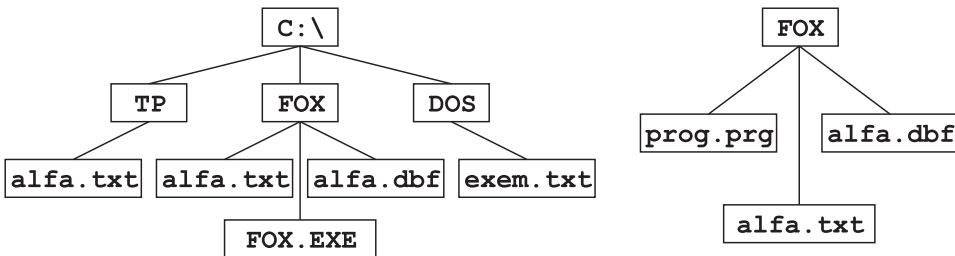 C:\ FOX
TP FOX DOS
prog.prg alfa.dbf
alfa.txt alfa.txt alfa.dbf exem.txt
alfa.txt
FOX.EXE